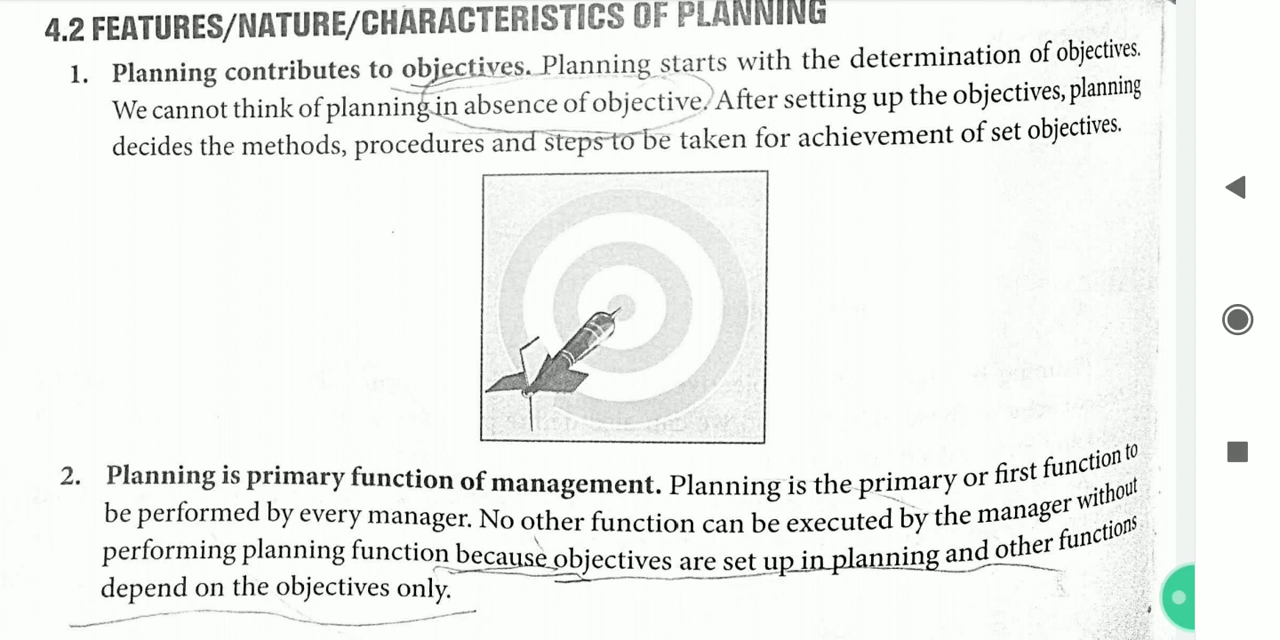 4.2 FEATURES/NATURE/CHARACTERISTICS OF PLANNING
1. Planning contributes to objectives. Planning starts with the determination of objectives.
We cannot think of planning in absence of objective. After setting up the objectives, planning
decides the methods, procedures and steps to be taken for achievement of set objectives.
2. Planning is primary function of management. Planning is the primary or first function to
be performed by every manager. No other function can be executed by the manager without
performing planning function because objectives are set up in planning and other functions
depend on the objectives only.